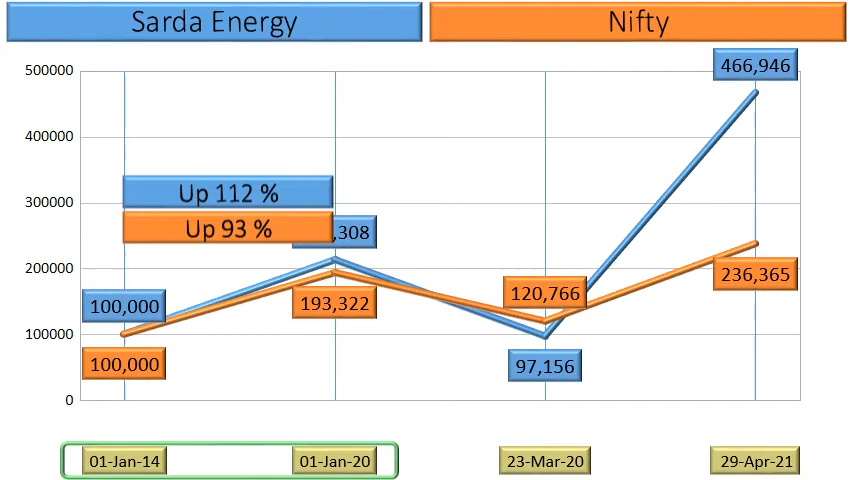 Sarda Energy
Nifty
500000
400000
300000
200000
100000
0
466,946
Up 112 %
Up 93 %
,308
236,365
120,766
193,322
100,000
100,000
97,156
01-Jan-14
01-Jan-20
23-Mar-20
29-Apr-21